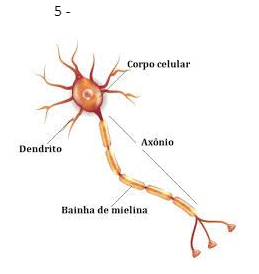 5 -
Corpo celular
Axônio
Dendrito
Bainha de mielina